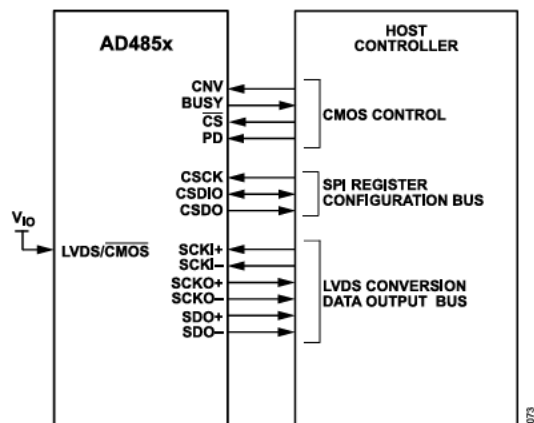 AD485x
HOST
CONTROLLER
CNV
BUSY
CS
PD
CMOS CONTROL
CSCK
CSDIO
CSDO
SPI REGISTER
CONFIGURATION BUS
VIO
LVDS/CMOS
SCKI+
SCKI–
SCKO+
SCKO–
SDO+
SDO–
LVDS CONVERSION
DATA OUTPUT BUS
073